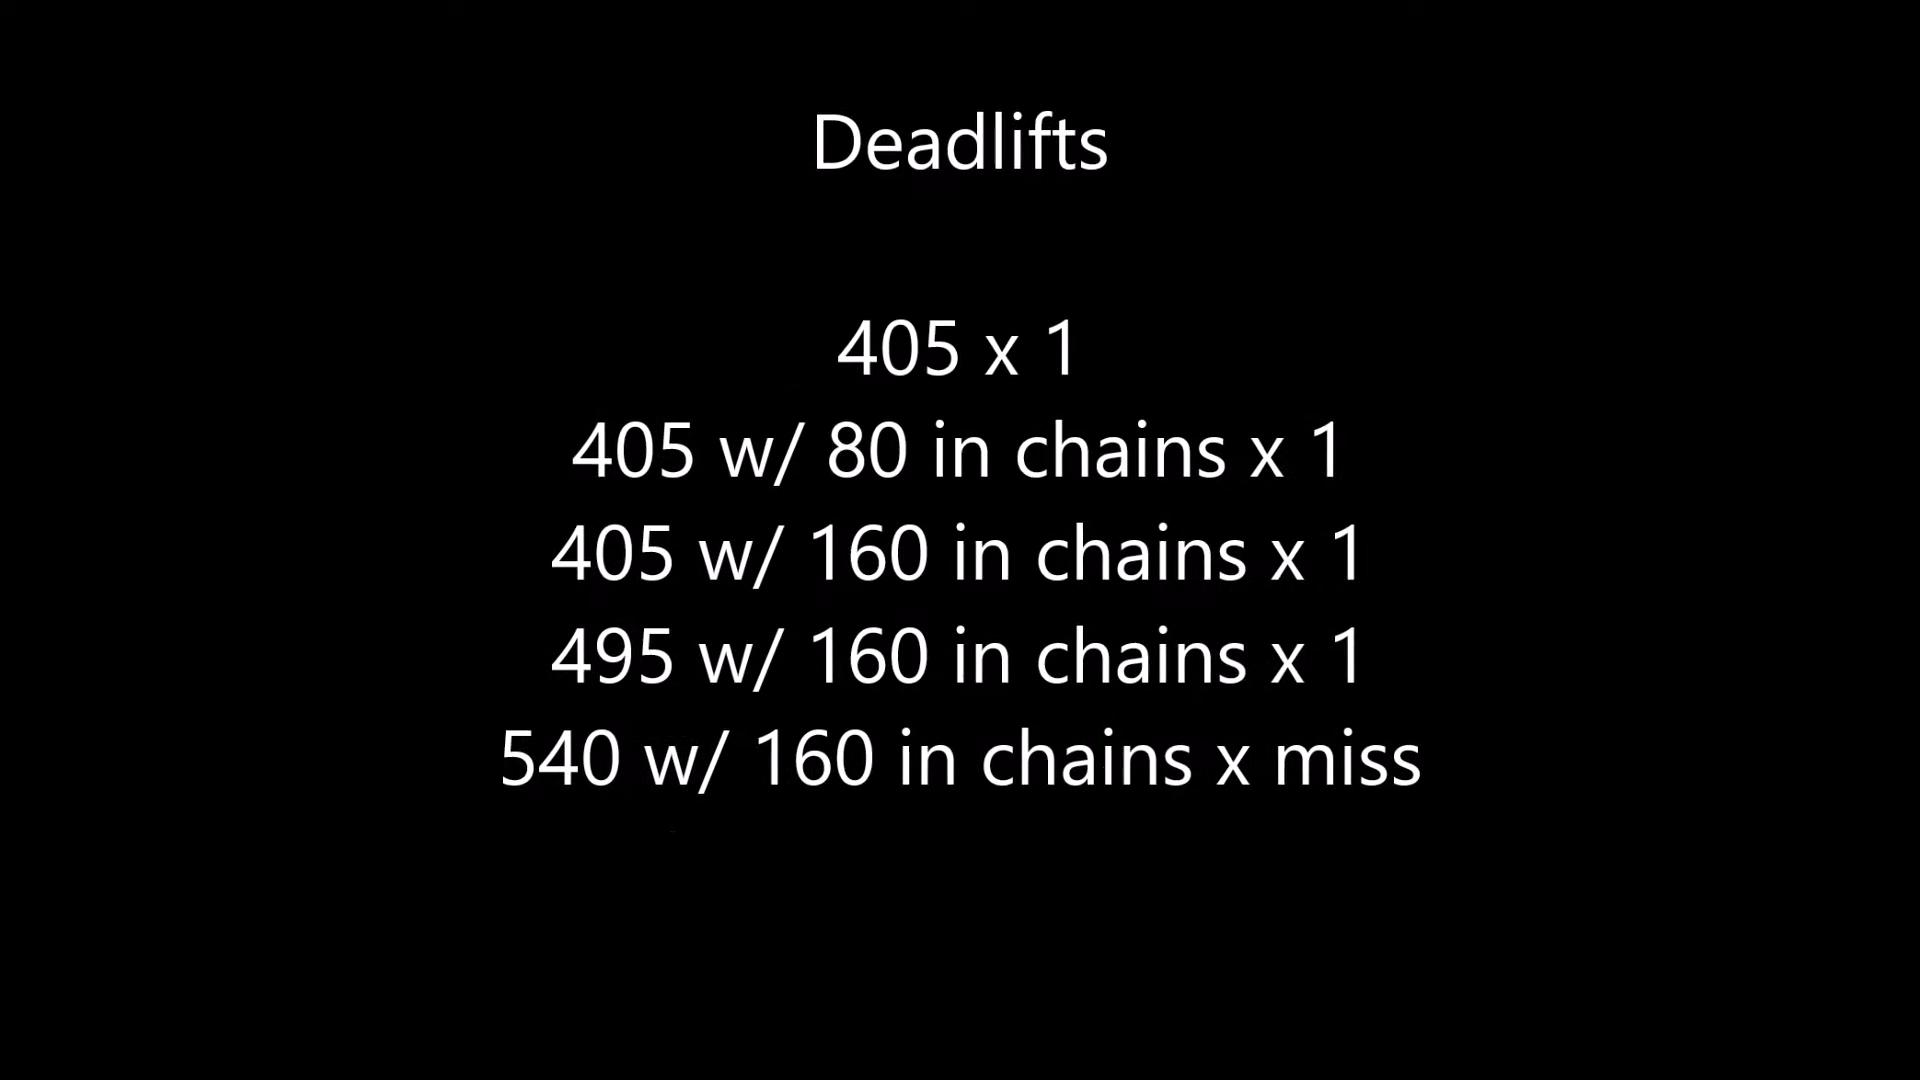 Deadlifts
405 x 1
405 w/ 80 in chains x 1
405 w/ 160 in chains x 1
495 w/ 160 in chains x 1
540 w/ 160 in chains x miss